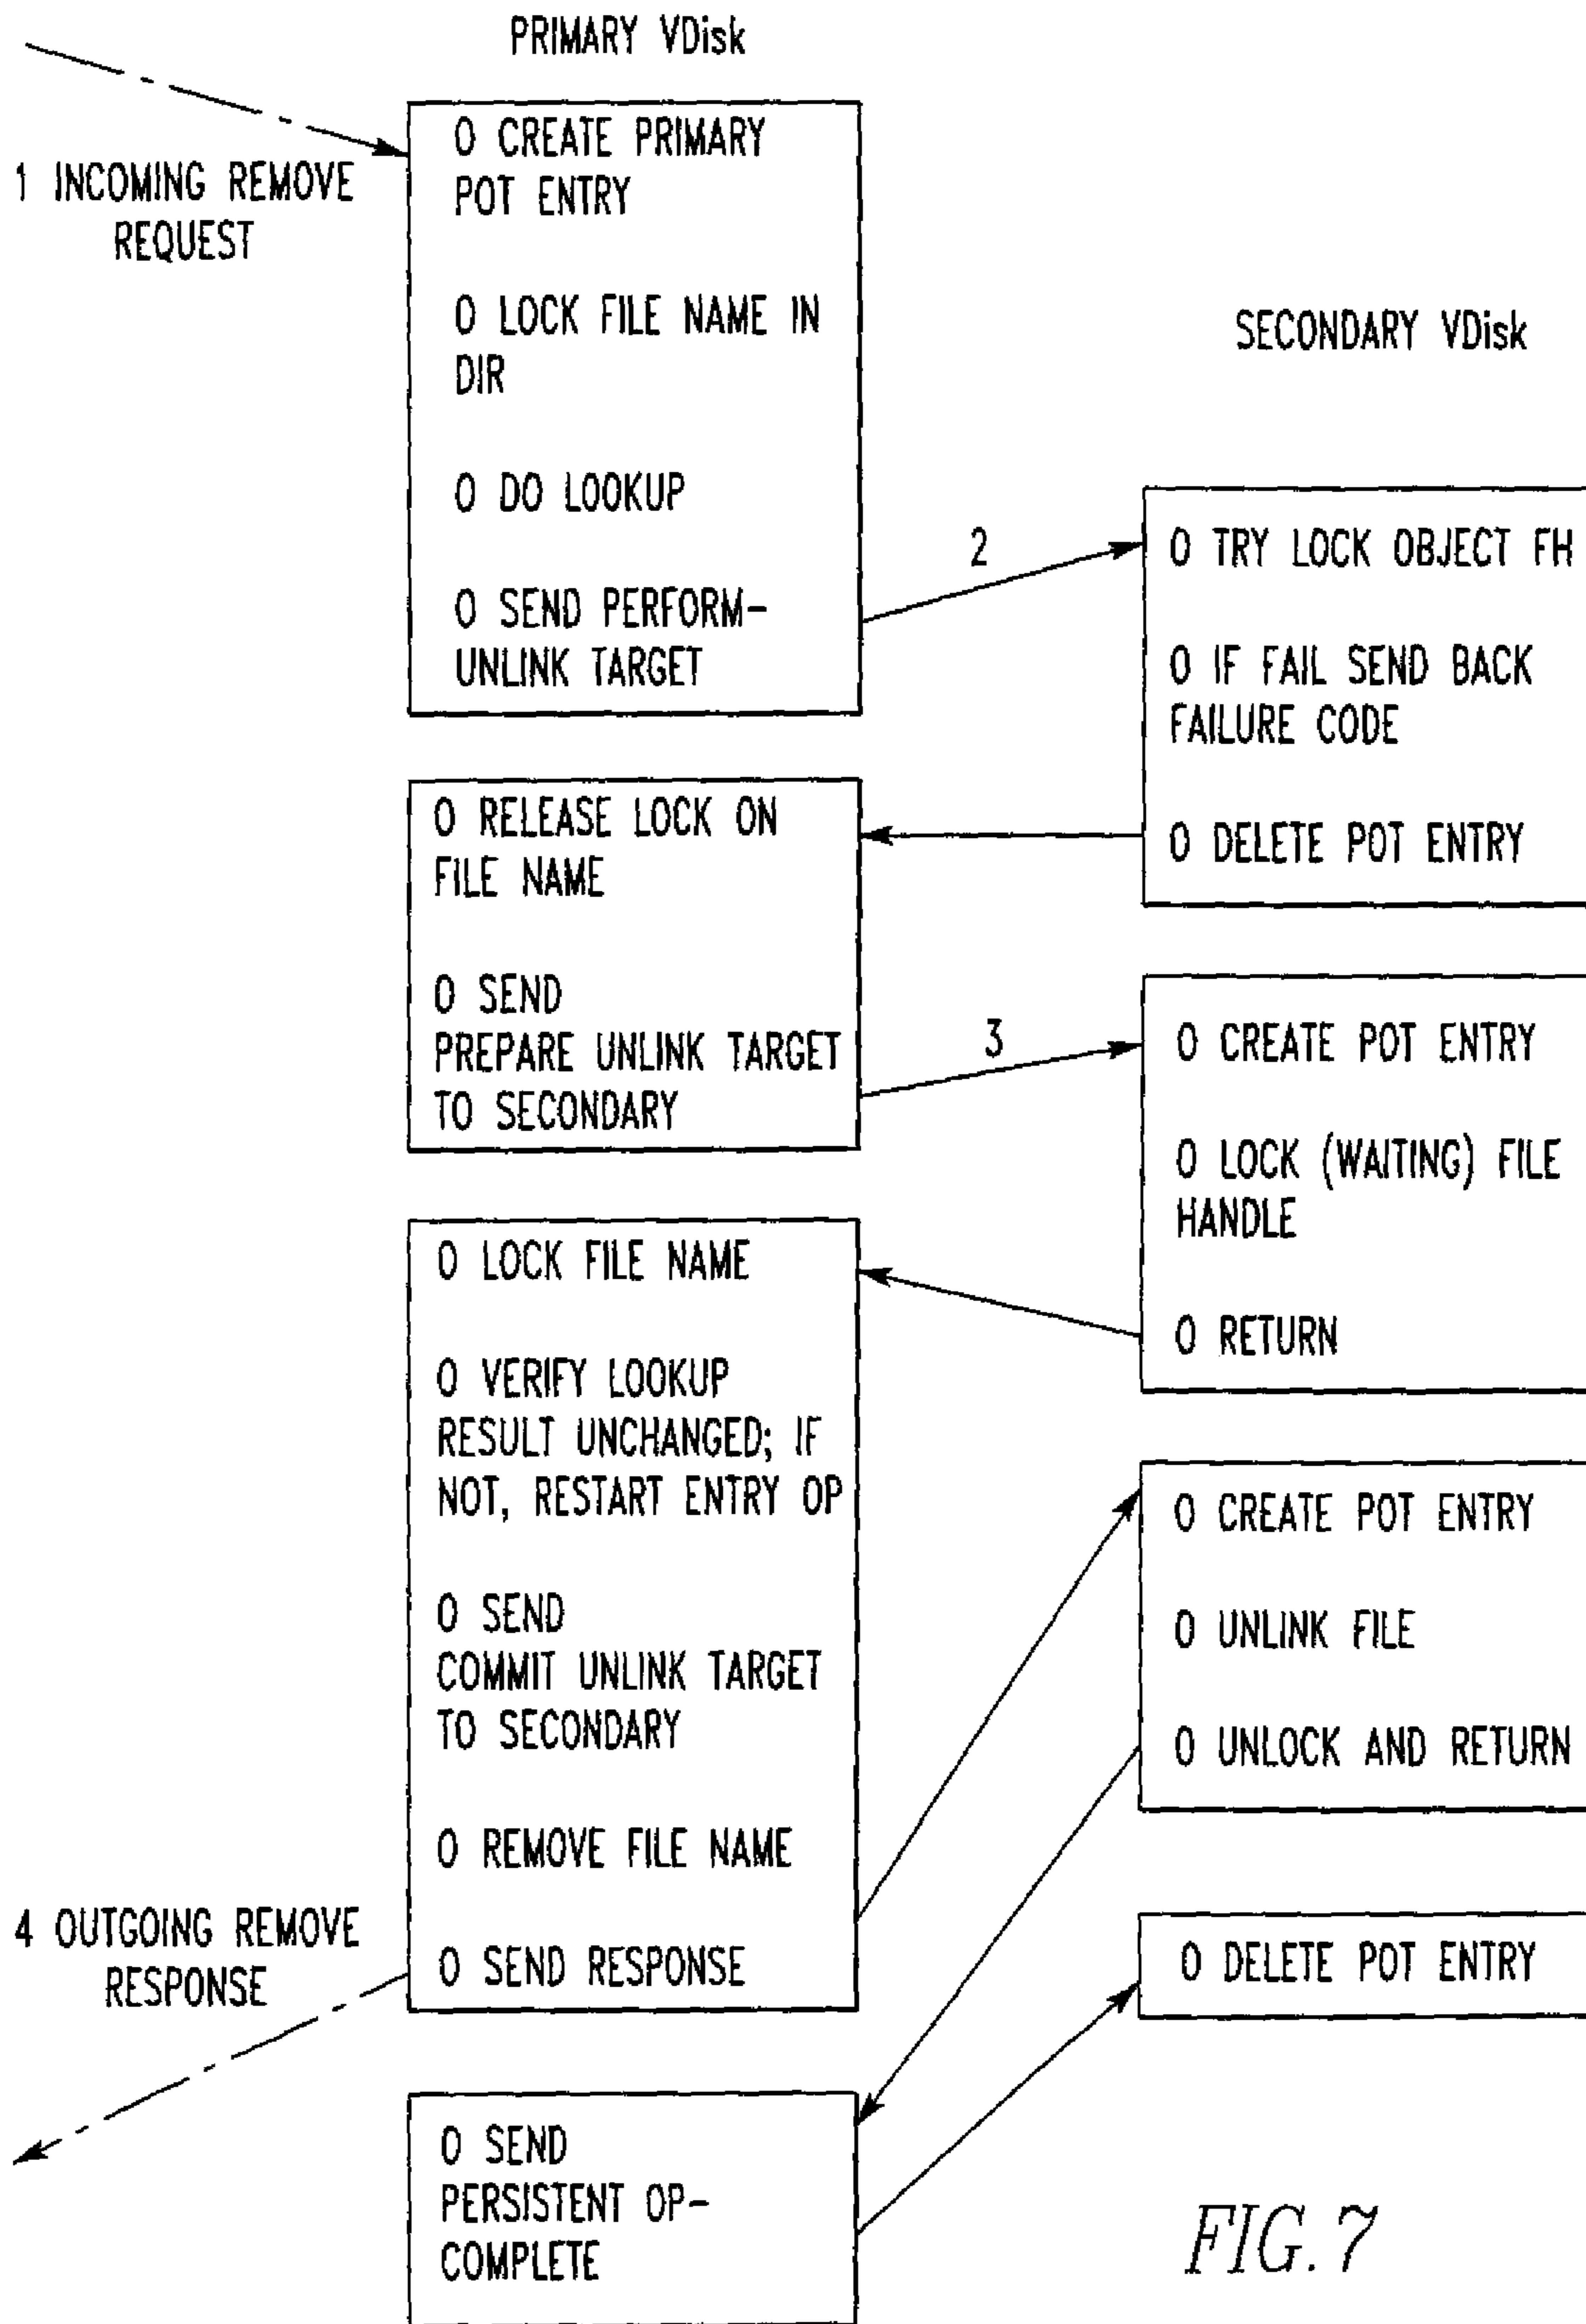 PRIMARY VDisk
1 INCOMING REMOVE
REQUEST
O CREATE PRIMARY
POT ENTRY
O LOCK FILE NAME IN
DIR
O DO LOOKUP
O SEND PERFORM-
UNLINK TARGET
SECONDARY VDisk
2
O TRY LOCK OBJECT FH
O IF FAIL SEND BACK
FAILURE CODE
O DELETE POT ENTRY
O RELEASE LOCK ON
FILE NAME
O SEND
PREPARE UNLINK TARGET
TO SECONDARY
3
O CREATE POT ENTRY
O LOCK (WAITING) FILE
HANDLE
O RETURN
O LOCK FILE NAME
O VERIFY LOOKUP
RESULT UNCHANGED; IF
NOT, RESTART ENTRY OP
O SEND
COMMIT UNLINK TARGET
TO SECONDARY
O REMOVE FILE NAME
O SEND RESPONSE
O CREATE POT ENTRY
O UNLINK FILE
O UNLOCK AND RETURN
4 OUTGOING REMOVE
RESPONSE
O DELETE POT ENTRY
O SEND
PERSISTENT OP-
COMPLETE
FIG. 7